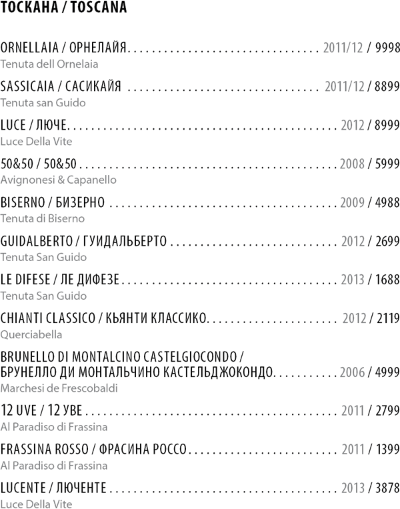 ТОСКАНА / TOSCANA
ORNELLAIA / ОРНЕЛАЙЯ. . . . . . . . . . . . . . . . . . . . . . . . . . . . . . . . 2011/12 / 9998
Tenuta dell Ornelaia
SASSICAIA / САСИКАЙЯ . . . . . . . . . . . . . . . . . . . . . . . . . . . . . . . . 2011/12 / 8899
Tenuta san Guido
LUCE / ЛЮЧЕ. . . . . . . . . . . . . . . . . . . . . . . . . . . . . . . . . . . . . . . . . . . . . 2012 / 8999
Luce Della Vite
50&50 / 50&50 . . . . . . . . . . . . . . . . . . . . . . . . . . . . . . . . . . . . . . . . . . . 2008 / 5999
Avignonesi & Capanello
BISERNO / БИЗЕРНО . . . . . . . . . . . . . . . . . . . . . . . . . . . . . . . . . . . . . . 2009 / 4988
Tenuta di Biserno
GUIDALBERTO / ГУИДАЛЬБЕРТО . . . . . . . . . . . . . . . . . . . . . . . . . . . . 2012 / 2699
Tenuta San Guido
LE DIFESE / ЛЕ ДИФЕЗЕ. . . . . . . . . . . . . . . . . . . . . . . . . . . . . . . . . . . . 2013 / 1688
Tenuta San Guido
CHIANTI CLASSICO / КЬЯНТИ КЛАССИКО. . . . . . . . . . . . . . . . . . . . . . 2012 / 2119
Querciabella
BRUNELLO DI MONTALCINO CASTELGIOCONDO /
БРУНЕЛЛО ДИ МОНТАЛЬЧИНО КАСТЕЛЬДЖОКОНДО. . . . . . . . . . . 2006 / 4999
Marchesi de Frescobaldi
12 UVE / 12 УВЕ . . . . . . . . . . . . . . . . . . . . . . . . . . . . . . . . . . . . . . . . . . 2011 / 2799
Al Paradiso di Frassina
FRASSINA ROSSO / ФРАСИНА РОССО. . . . . . . . . . . . . . . . . . . . . . . . . 2011 / 1399
Al Paradiso di Frassina
LUCENTE / ЛЮЧЕНТЕ . . . . . . . . . . . . . . . . . . . . . . . . . . . . . . . . . . . . . . 2013 / 3878
Luce Della Vite